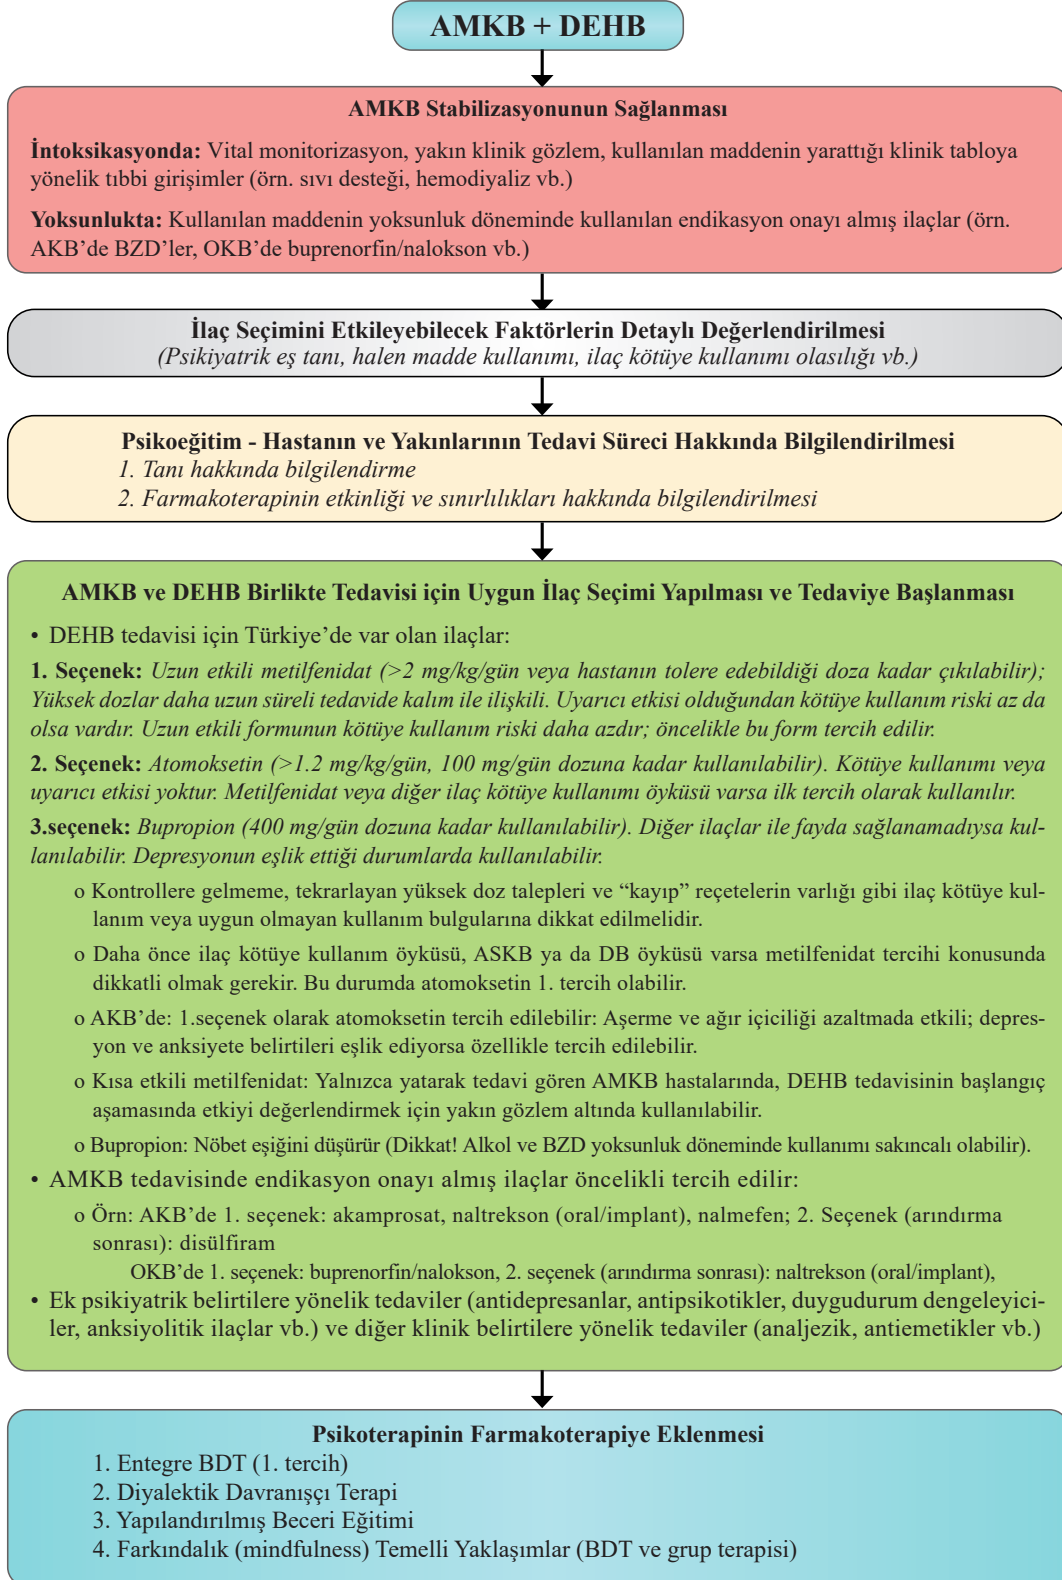 AMKB + DEHB
AMKB Stabilizasyonunun Sağlanması
İntoksikasyonda: Vital monitorizasyon, yakın klinik gözlem, kullanılan maddenin yarattığı klinik tabloya
yönelik tıbbi girişimler (örn. sıvı desteği, hemodiyaliz vb.)
Yoksunlukta: Kullanılan maddenin yoksunluk döneminde kullanılan endikasyon onayı almış ilaçlar (örn.
AKB’de BZD’ler, OKB’de buprenorfin/nalokson vb.)
İlaç Seçimini Etkileyebilecek Faktörlerin Detaylı Değerlendirilmesi
(Psikiyatrik eş tanı, halen madde kullanımı, ilaç kötüye kullanımı olasılığı vb.)
Psikoeğitim - Hastanın ve Yakınlarının Tedavi Süreci Hakkında Bilgilendirilmesi
1. Tanı hakkında bilgilendirme
2. Farmakoterapinin etkinliği ve sınırlılıkları hakkında bilgilendirilmesi
AMKB ve DEHB Birlikte Tedavisi için Uygun İlaç Seçimi Yapılması ve Tedaviye Başlanması
• DEHB tedavisi için Türkiye’de var olan ilaçlar:
1. Seçenek: Uzun etkili metilfenidat (>2 mg/kg/gün veya hastanın tolere edebildiği doza kadar çıkılabilir);
Yüksek dozlar daha uzun süreli tedavide kalım ile ilişkili. Uyarıcı etkisi olduğundan kötüye kullanım riski az da
olsa vardır. Uzun etkili formunun kötüye kullanım riski daha azdır; öncelikle bu form tercih edilir.
2. Seçenek: Atomoksetin (>1.2 mg/kg/gün, 100 mg/gün dozuna kadar kullanılabilir). Kötüye kullanımı veya
uyarıcı etkisi yoktur. Metilfenidat veya diğer ilaç kötüye kullanımı öyküsü varsa ilk tercih olarak kullanılır.
3.seçenek: Bupropion (400 mg/gün dozuna kadar kullanılabilir). Diğer ilaçlar ile fayda sağlanamadıysa kul-
lanılabilir. Depresyonun eşlik ettiği durumlarda kullanılabilir.
o Kontrollere gelmeme, tekrarlayan yüksek doz talepleri ve “kayıp” reçetelerin varlığı gibi ilaç kötüye kul-
lanım veya uygun olmayan kullanım bulgularına dikkat edilmelidir.
o Daha önce ilaç kötüye kullanım öyküsü, ASKB ya da DB öyküsü varsa metilfenidat tercihi konusunda
dikkatli olmak gerekir. Bu durumda atomoksetin 1. tercih olabilir.
o AKB’de: 1.seçenek olarak atomoksetin tercih edilebilir: Aşerme ve ağır içiciliği azaltmada etkili; depres-
yon ve anksiyete belirtileri eşlik ediyorsa özellikle tercih edilebilir.
o Kısa etkili metilfenidat: Yalnızca yatarak tedavi gören AMKB hastalarında, DEHB tedavisinin başlangıç
aşamasında etkiyi değerlendirmek için yakın gözlem altında kullanılabilir.
o Bupropion: Nöbet eşiğini düşürür (Dikkat! Alkol ve BZD yoksunluk döneminde kullanımı sakıncalı olabilir).
• AMKB tedavisinde endikasyon onayı almış ilaçlar öncelikli tercih edilir:
o Örn: AKB’de 1. seçenek: akamprosat, naltrekson (oral/implant), nalmefen; 2. Seçenek (arındırma
sonrası): disülfiram
OKB’de 1. seçenek: buprenorfin/nalokson, 2. seçenek (arındırma sonrası): naltrekson (oral/implant),
• Ek psikiyatrik belirtilere yönelik tedaviler (antidepresanlar, antipsikotikler, duygudurum dengeleyici-
ler, anksiyolitik ilaçlar vb.) ve diğer klinik belirtilere yönelik tedaviler (analjezik, antiemetikler vb.)
Psikoterapinin Farmakoterapiye Eklenmesi
1. Entegre BDT (1. tercih)
2. Diyalektik Davranışçı Terapi
3. Yapılandırılmış Beceri Eğitimi
4. Farkındalık (mindfulness) Temelli Yaklaşımlar (BDT ve grup terapisi)